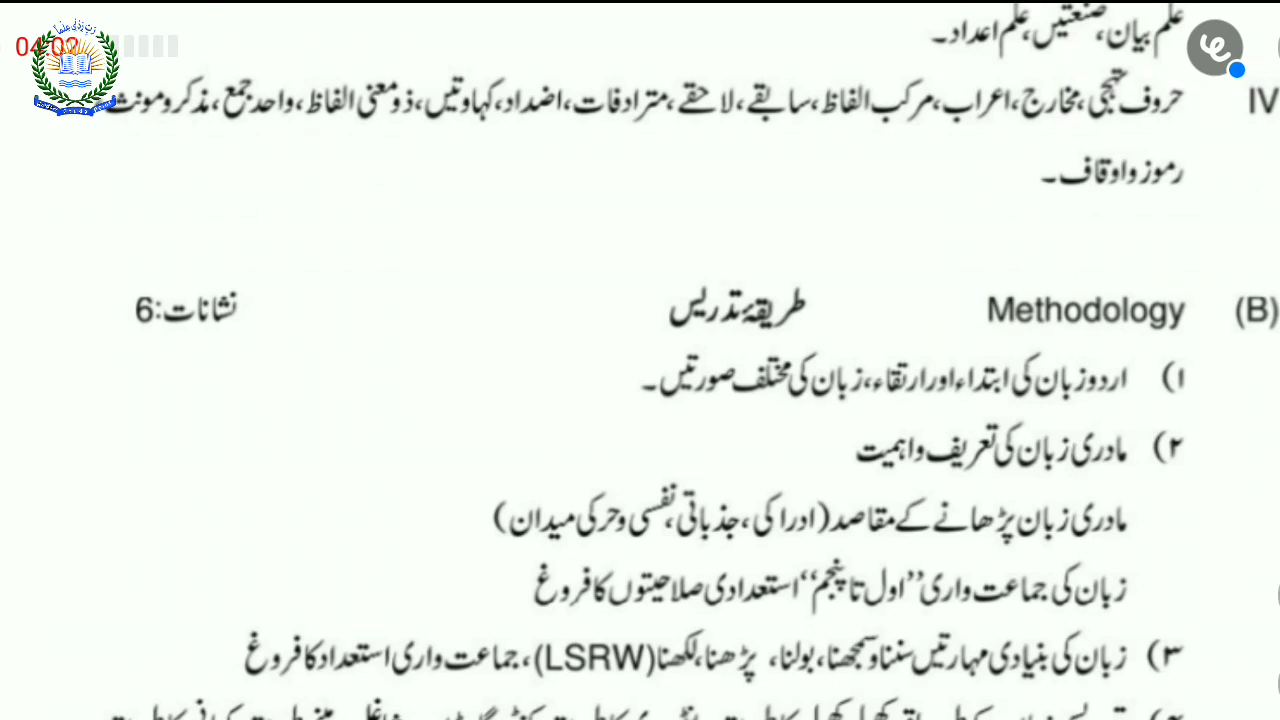 علم بیان، صنعتیں، علم اعداد۔
04:02
IV حروف تہجی، مخارج، اعراب، مرکب الفاظ، سابقے، لاحقے، مترادفات، اضداد، کہاوتیں، ذو معنی الفاظ، واحد جمع، مذکر و مونث
رموز و اوقاف۔
(B) Methodology طریقۂ تدریس نشانات:6
۱) اردو زبان کی ابتداء اور ارتقاء، زبان کی مختلف صورتیں۔
۲) مادری زبان کی تعریف و اہمیت
مادری زبان پڑھانے کے مقاصد (ادراکی، جذباتی، نفسی و حرکی میدان)
زبان کی جماعت واری ’’اول تا پنجم‘‘ استعدادی صلاحیتوں کا فروغ
۳) زبان کی بنیادی مہارتیں سننا و سمجھنا، بولنا، پڑھنا، لکھنا (LSRW)، جماعت واری استعداد کا فروغ